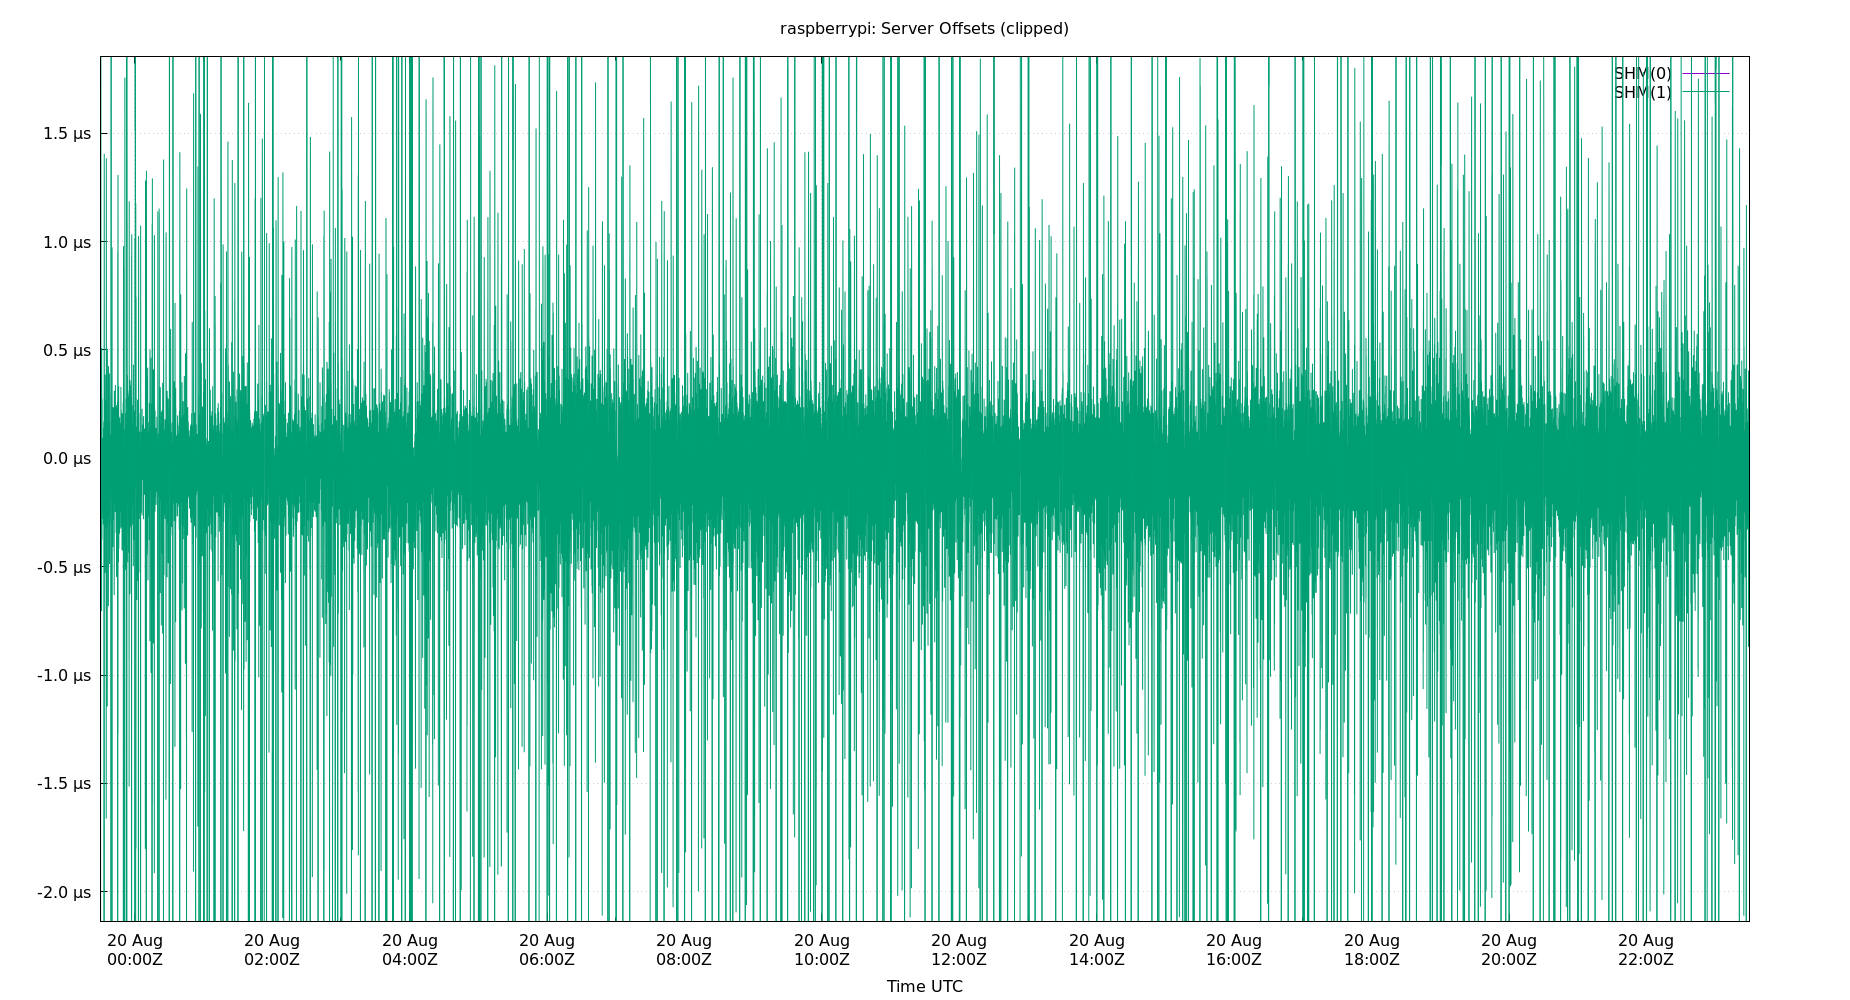 raspberrypi: Server Offsets (clipped)
SHM(0)
SHM(1)
1.5 µs
1.0 µs
0.5 µs
0.0 µs
-0.5 µs
-1.0 µs
-1.5 µs
-2.0 µs
20 Aug 20 Aug 20 Aug 20 Aug 20 Aug 20 Aug 20 Aug 20 Aug 20 Aug 20 Aug 20 Aug 20 Aug
00:00Z 02:00Z 04:00Z 06:00Z 08:00Z 10:00Z 12:00Z 14:00Z 16:00Z 18:00Z 20:00Z 22:00Z
Time UTC